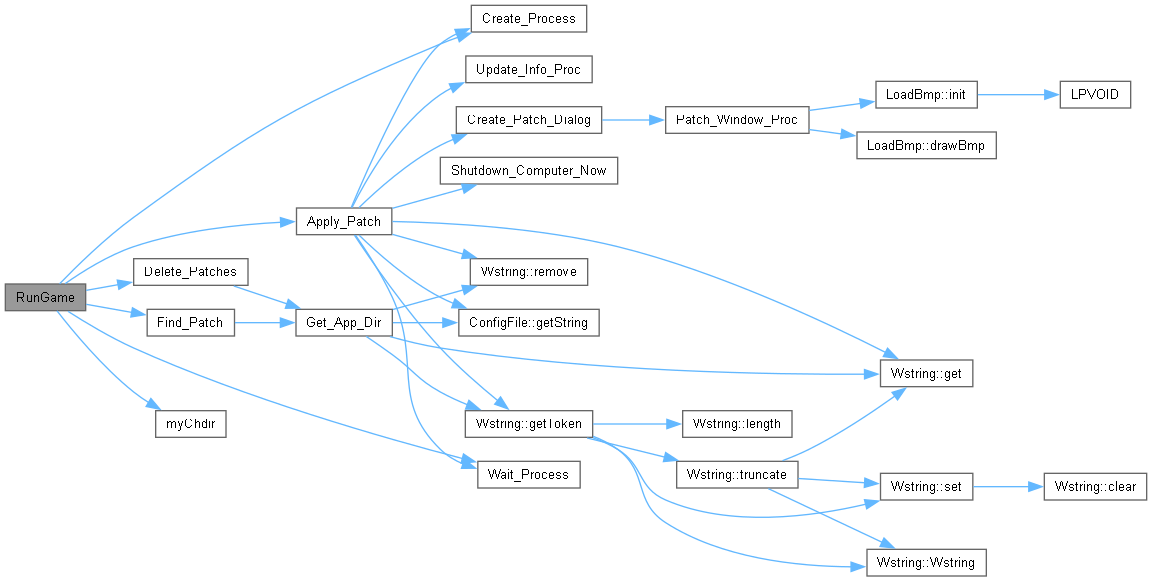 Create_Process
Update_Info_Proc
LoadBmp::init
LPVOID
Create_Patch_Dialog
Patch_Window_Proc
LoadBmp::drawBmp
Shutdown_Computer_Now
Apply_Patch
Delete_Patches
Wstring::remove
RunGame
Find_Patch
Get_App_Dir
ConfigFile::getString
Wstring::get
myChdir
Wstring::getToken
Wstring::length
Wait_Process
Wstring::truncate
Wstring::set
Wstring::clear
Wstring::Wstring